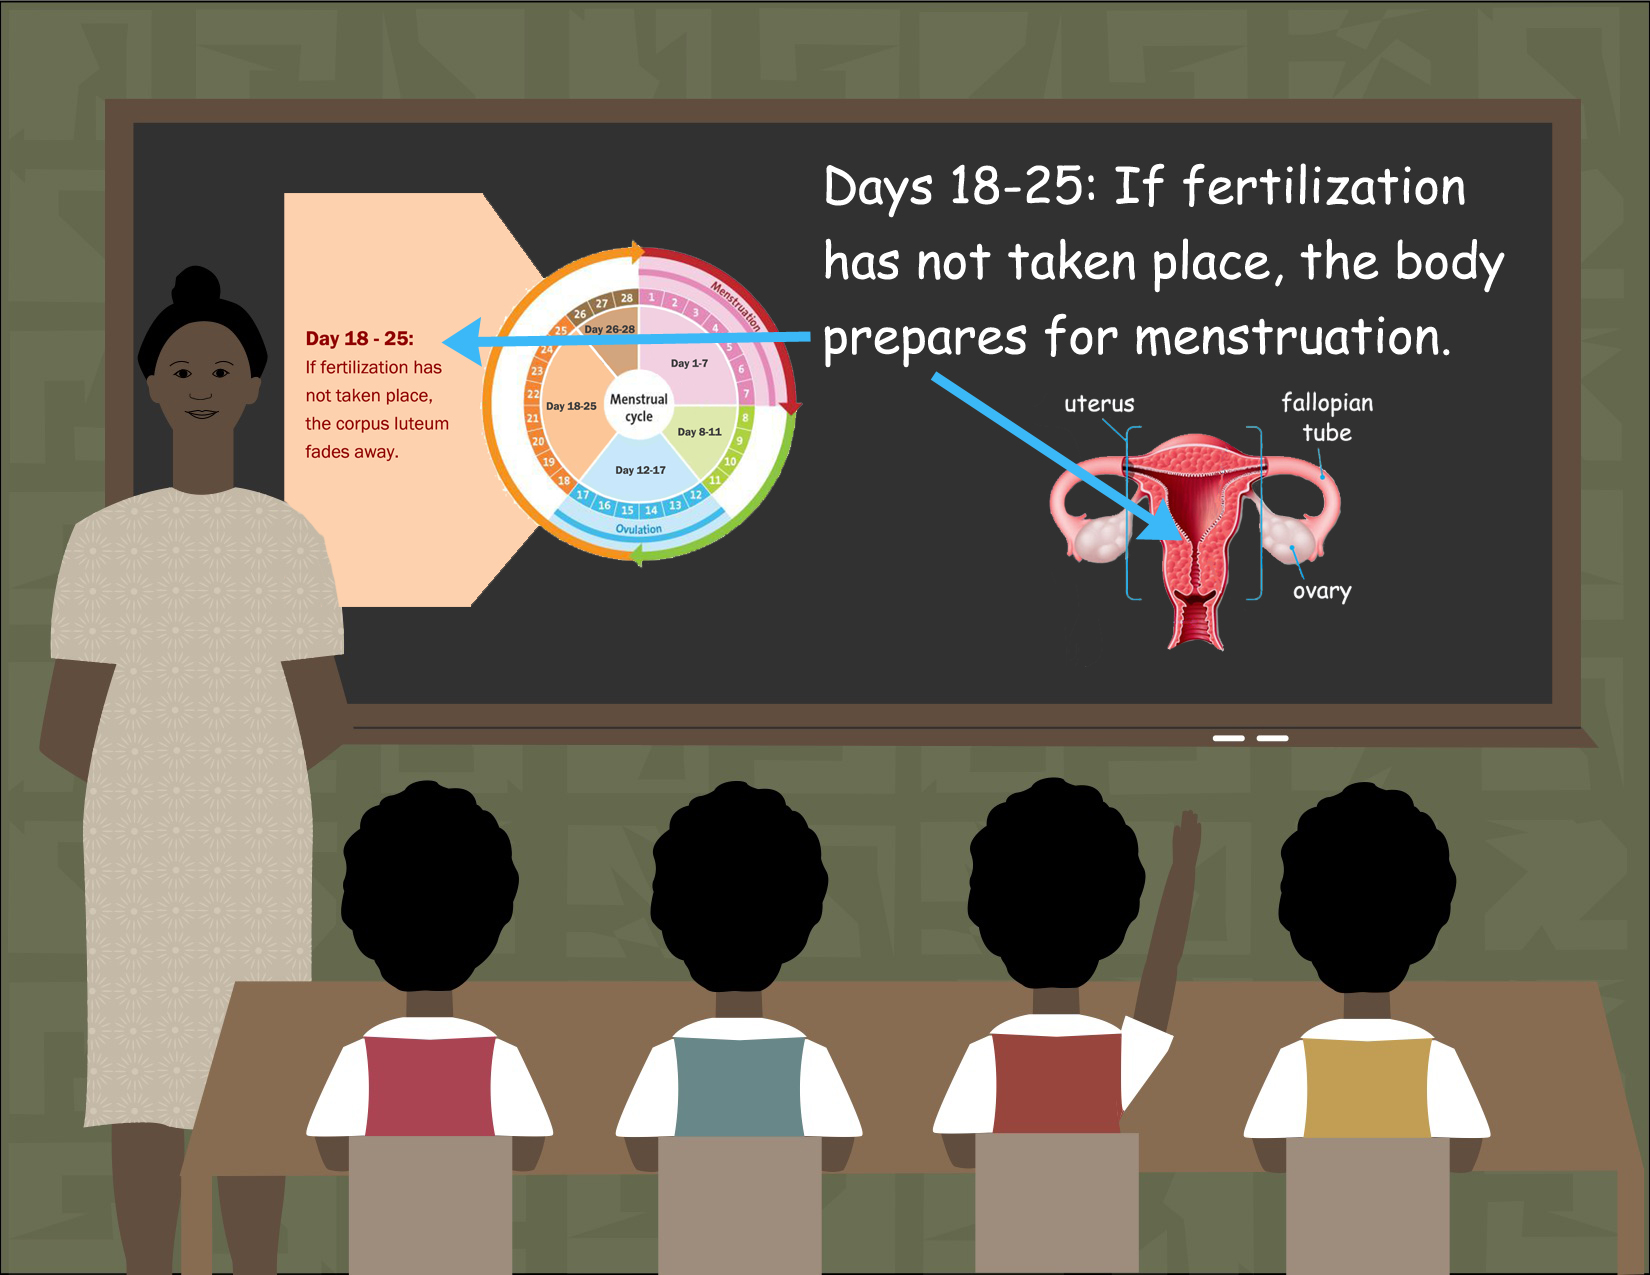 Days 18-25: If fertilization
has not taken place, the body
prepares for menstruation.
Day 18 - 25:
If fertilization has
not taken place,
the corpus luteum
fades away.
Menstruation
1
2
3
4
5
6
7
8
9
10
11
12
13
14
15
16
17
18
19
20
21
22
23
24
25
26
27
28
Day 26-28
Day 1-7
Day 18-25
Menstrual
cycle
Day 8-11
Day 12-17
Ovulation
uterus
fallopian
tube
ovary